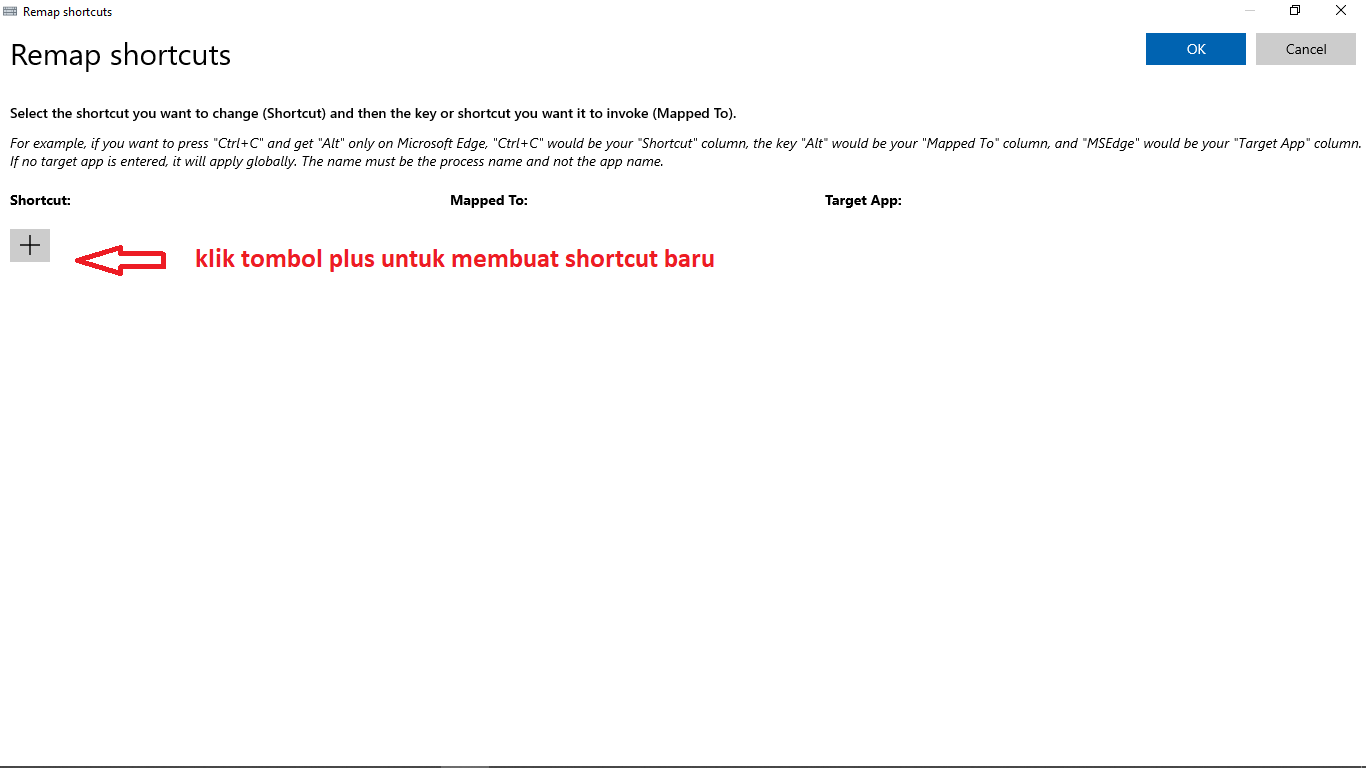 Remap shortcuts
Remap shortcuts
OK
Cancel
Select the shortcut you want to change (Shortcut) and then the key or shortcut you want it to invoke (Mapped To).
For example, if you want to press "Ctrl+C" and get "Alt" only on Microsoft Edge, "Ctrl+C" would be your "Shortcut" column, the key "Alt" would be your "Mapped To" column, and "MSEdge" would be your "Target App" column.
If no target app is entered, it will apply globally. The name must be the process name and not the app name.
Shortcut:
Mapped To:
Target App:
klik tombol plus untuk membuat shortcut baru